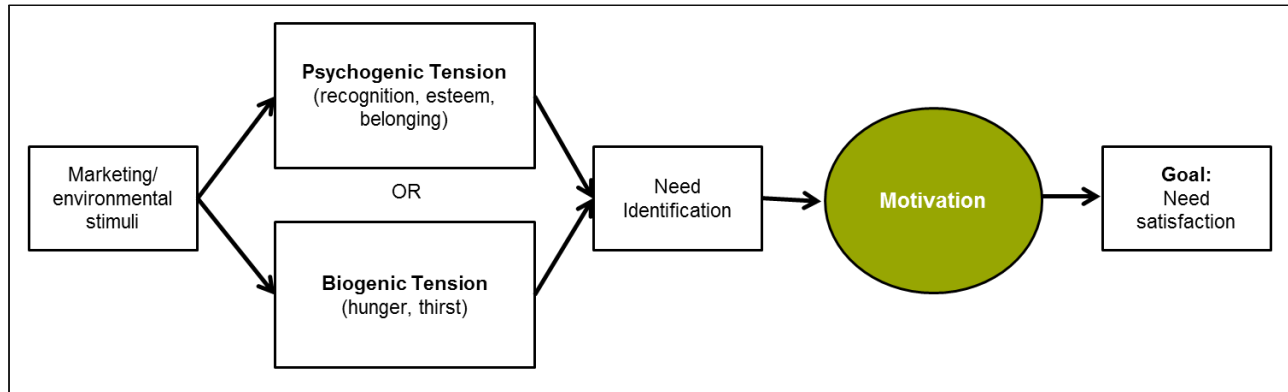 Marketing/
environmental
stimuli
Psychogenic Tension
(recognition, esteem,
belonging)
OR
Biogenic Tension
(hunger, thirst)
Need
Identification
Motivation
Goal:
Need
satisfaction